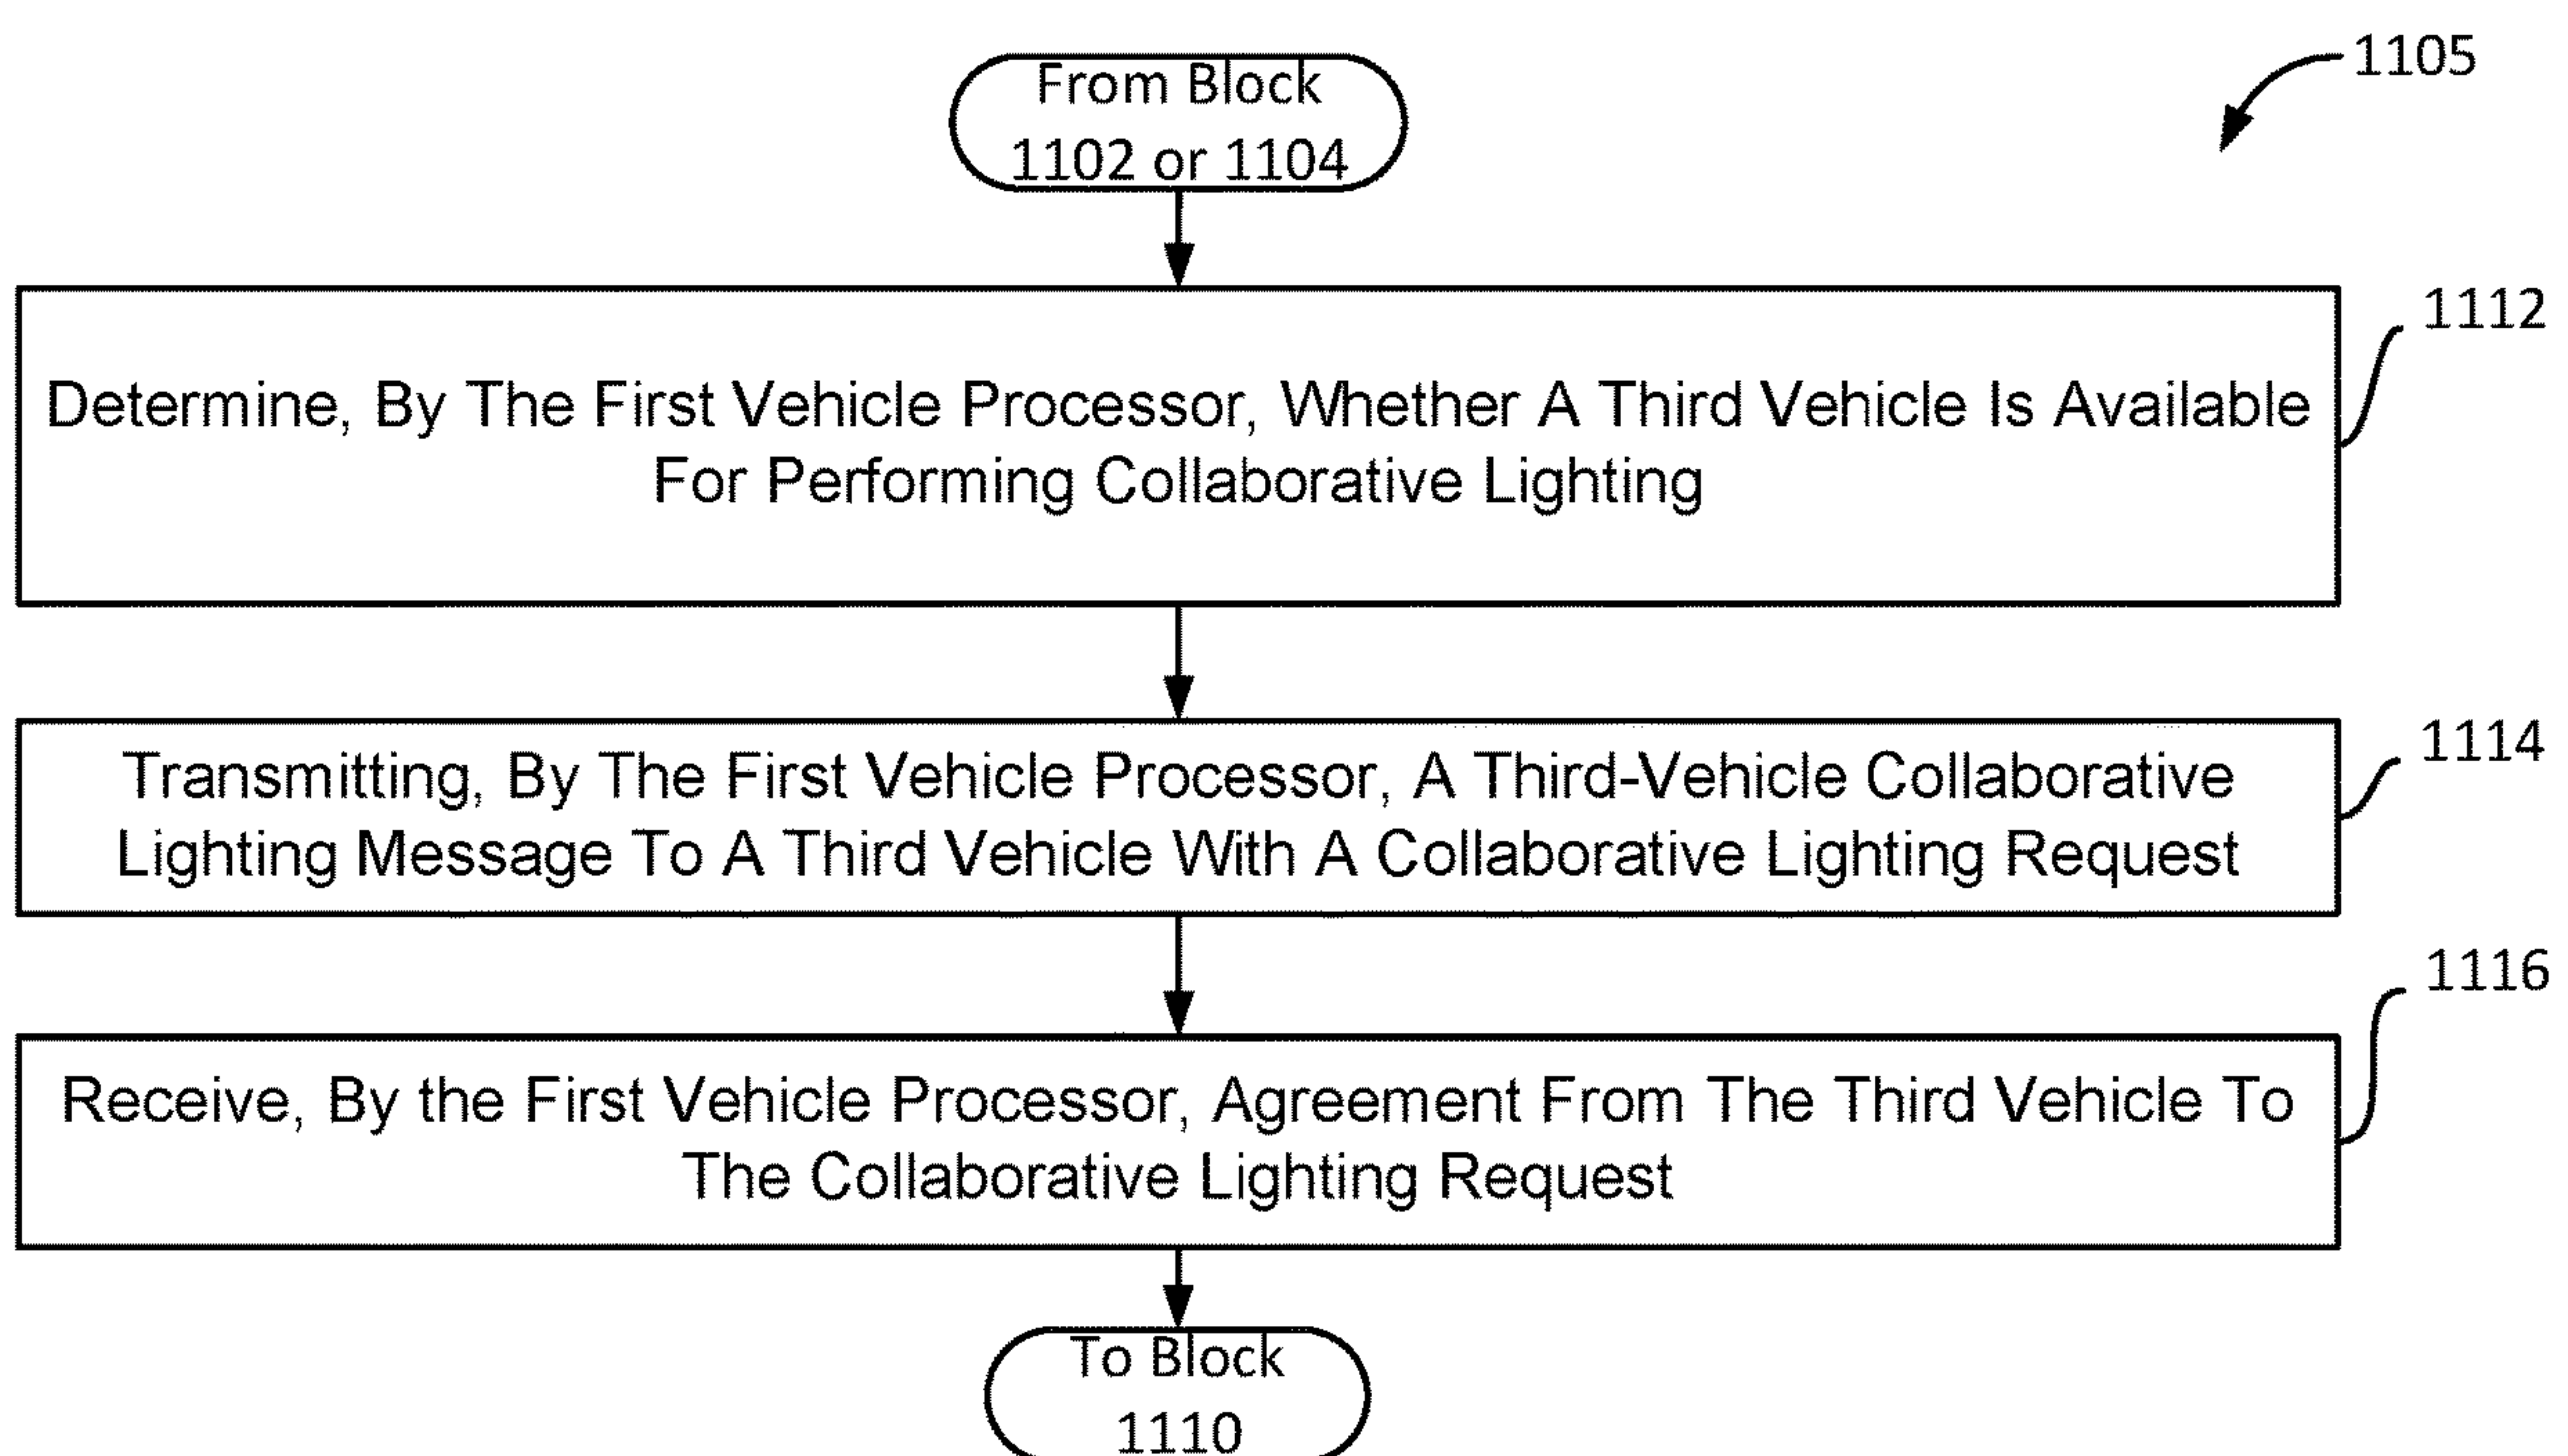 From Block
1102 or 1104
1105
1112
Determine, By The First Vehicle Processor, Whether A Third Vehicle Is Available
For Performing Collaborative Lighting
1114
Transmitting, By The First Vehicle Processor, A Third-Vehicle Collaborative
Lighting Message To A Third Vehicle With A Collaborative Lighting Request
1116
Receive, By the First Vehicle Processor, Agreement From The Third Vehicle To
The Collaborative Lighting Request
To Block
1110